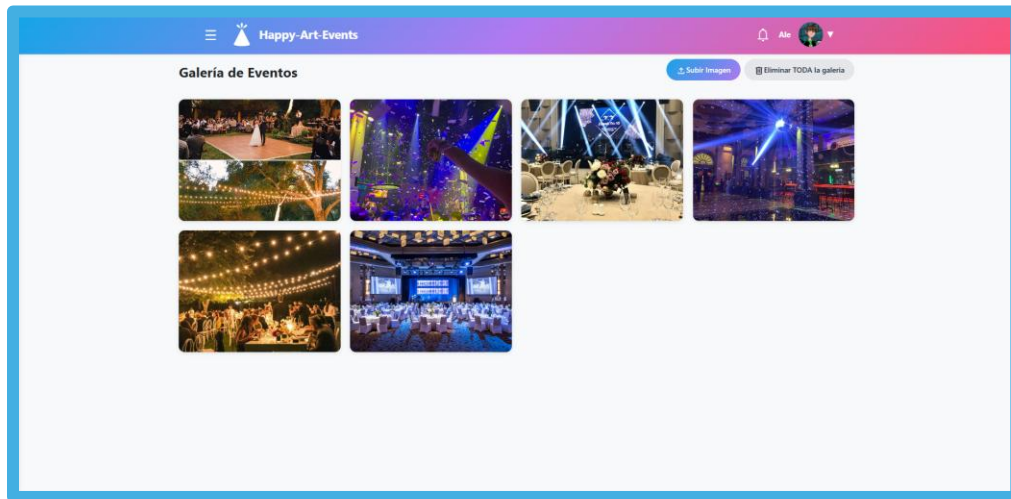 Happy-Art-Events
Ale
Galería de Eventos
Subir Imagen
Eliminar TODA la galería